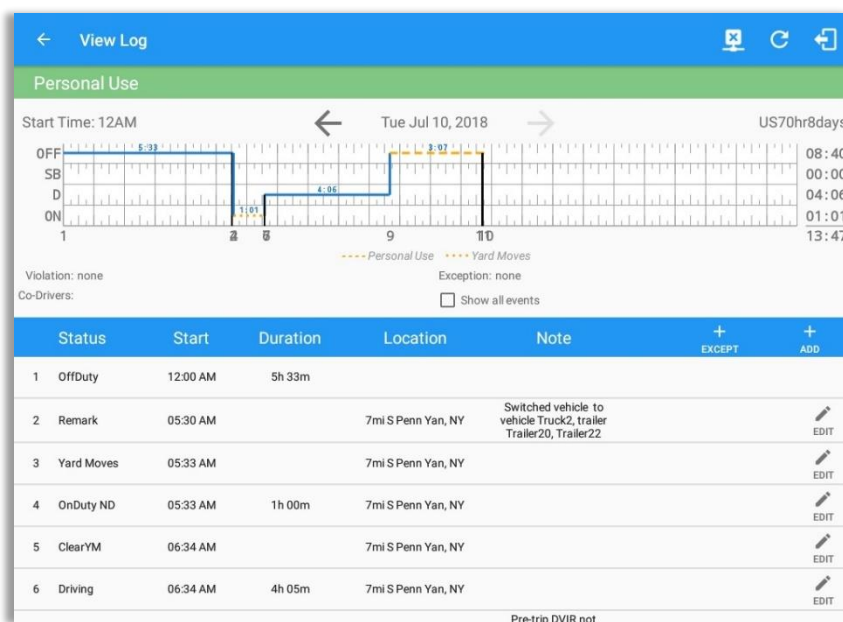 View Log
Personal Use
Start Time: 12AM Tue Jul 10, 2018 US70hr8days
OFF 5:33 3:07 08:40
SB 00:00
D 4:06 04:06
ON 1:01 01:01
1 9 13:47
Personal Use Yard Moves
Violation: none Exception: none
Co-Drivers: Show all events
Status Start Duration Location Note + EXCEPT + ADD
1 OffDuty 12:00 AM 5h 33m
Switched vehicle to
2 Remark 05:30 AM 7mi S Penn Yan, NY vehicle Truck2, trailer EDIT
Trailer20, Trailer22
3 Yard Moves 05:33 AM 7mi S Penn Yan, NY EDIT
4 OnDuty ND 05:33 AM 1h 00m 7mi S Penn Yan, NY EDIT
5 ClearYM 06:34 AM 7mi S Penn Yan, NY EDIT
6 Driving 06:34 AM 4h 05m 7mi S Penn Yan, NY EDIT
Pre-trip DVIR not